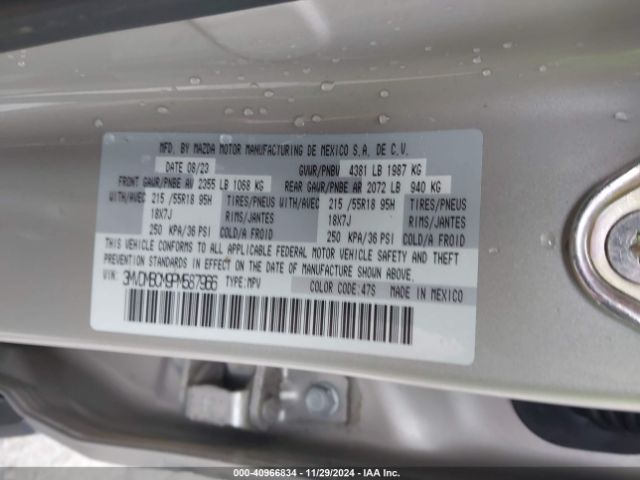 MFD. BY MAZDA MOTOR MANUFACTURING DE MEXICO S.A. DE C.V.
DATE 08/23 GVWR/PNBV 4381 LB 1987 KG
FRONT GAWR/PNBE AV 2355 LB 1068 KG REAR GAWR/PNBE AR 2072 LB 940 KG
WITH/AVEC 215 /55R18 95H TIRES/PNEUS WITH/AVEC 215 /55R18 95H TIRES/PNEUS
18X7J RIMS/JANTES 18X7J RIMS/JANTES
250 KPA/36 PSI COLD/A FROID 250 KPA/36 PSI COLD/A FROID
THIS VEHICLE CONFORMS TO ALL APPLICABLE FEDERAL MOTOR VEHICLE SAFETY AND THEFT
PREVENTION STANDARDS IN EFFECT ON THE DATE OF MANUFACTURE SHOWN ABOVE.
VIN: 3MVDMBCM9PM587966 TYPE: MPV
COLOR CODE: 47S MADE IN MEXICO
000-40966834 - 11/29/2024 - IAA Inc.